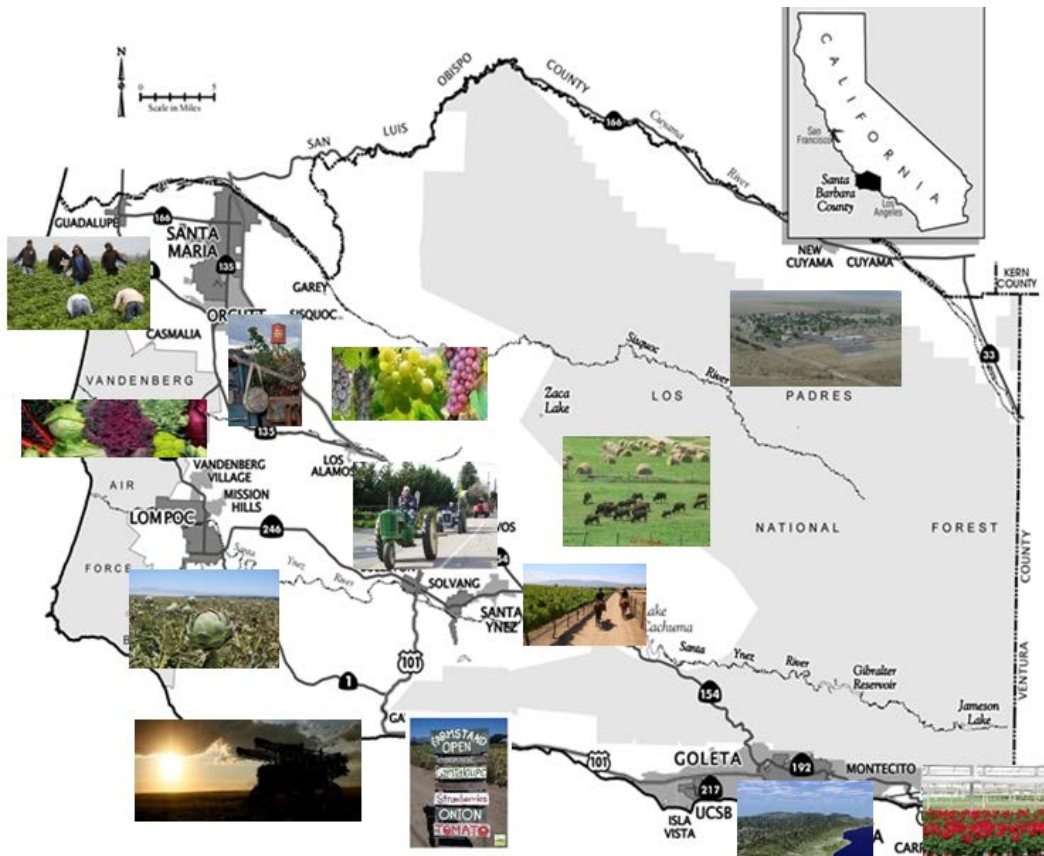 N
0 5
Scale in Miles
SAN LUIS OBISPO COUNTY
Cuyama River
166
CALIFORNIA
San Francisco
Santa Barbara County
Los Angeles
GUADALUPE
166
SANTA MARIA
135
1
ORCUTT
GAREY
SISQUOC
CASMALIA
NEW CUYAMA
CUYAMA
KERN COUNTY
33
Sisquoc River
Zaca Lake
LOS PADRES
NATIONAL FOREST
VANDENBERG
AIR
FORCE
135
LOS ALAMOS
VANDENBERG VILLAGE
MISSION HILLS
LOMPOC
246
Santa Ynez River
SOLVANG
SANTA YNEZ
Lake Cachuma
Santa Ynez River
Gibralter Reservoir
Jameson Lake
VENTURA COUNTY
101
1
154
FARMSTAND
OPEN
Strawberries
ONION
TOMATO
101
GOLETA
192
MONTECITO
217
ISLA VISTA
UCSB